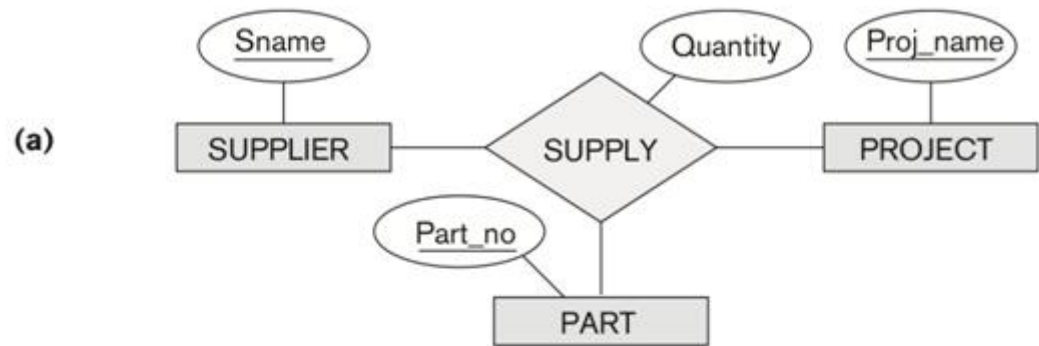 Sname
Quantity
Proj_name
(a)
SUPPLIER
SUPPLY
PROJECT
Part_no
PART